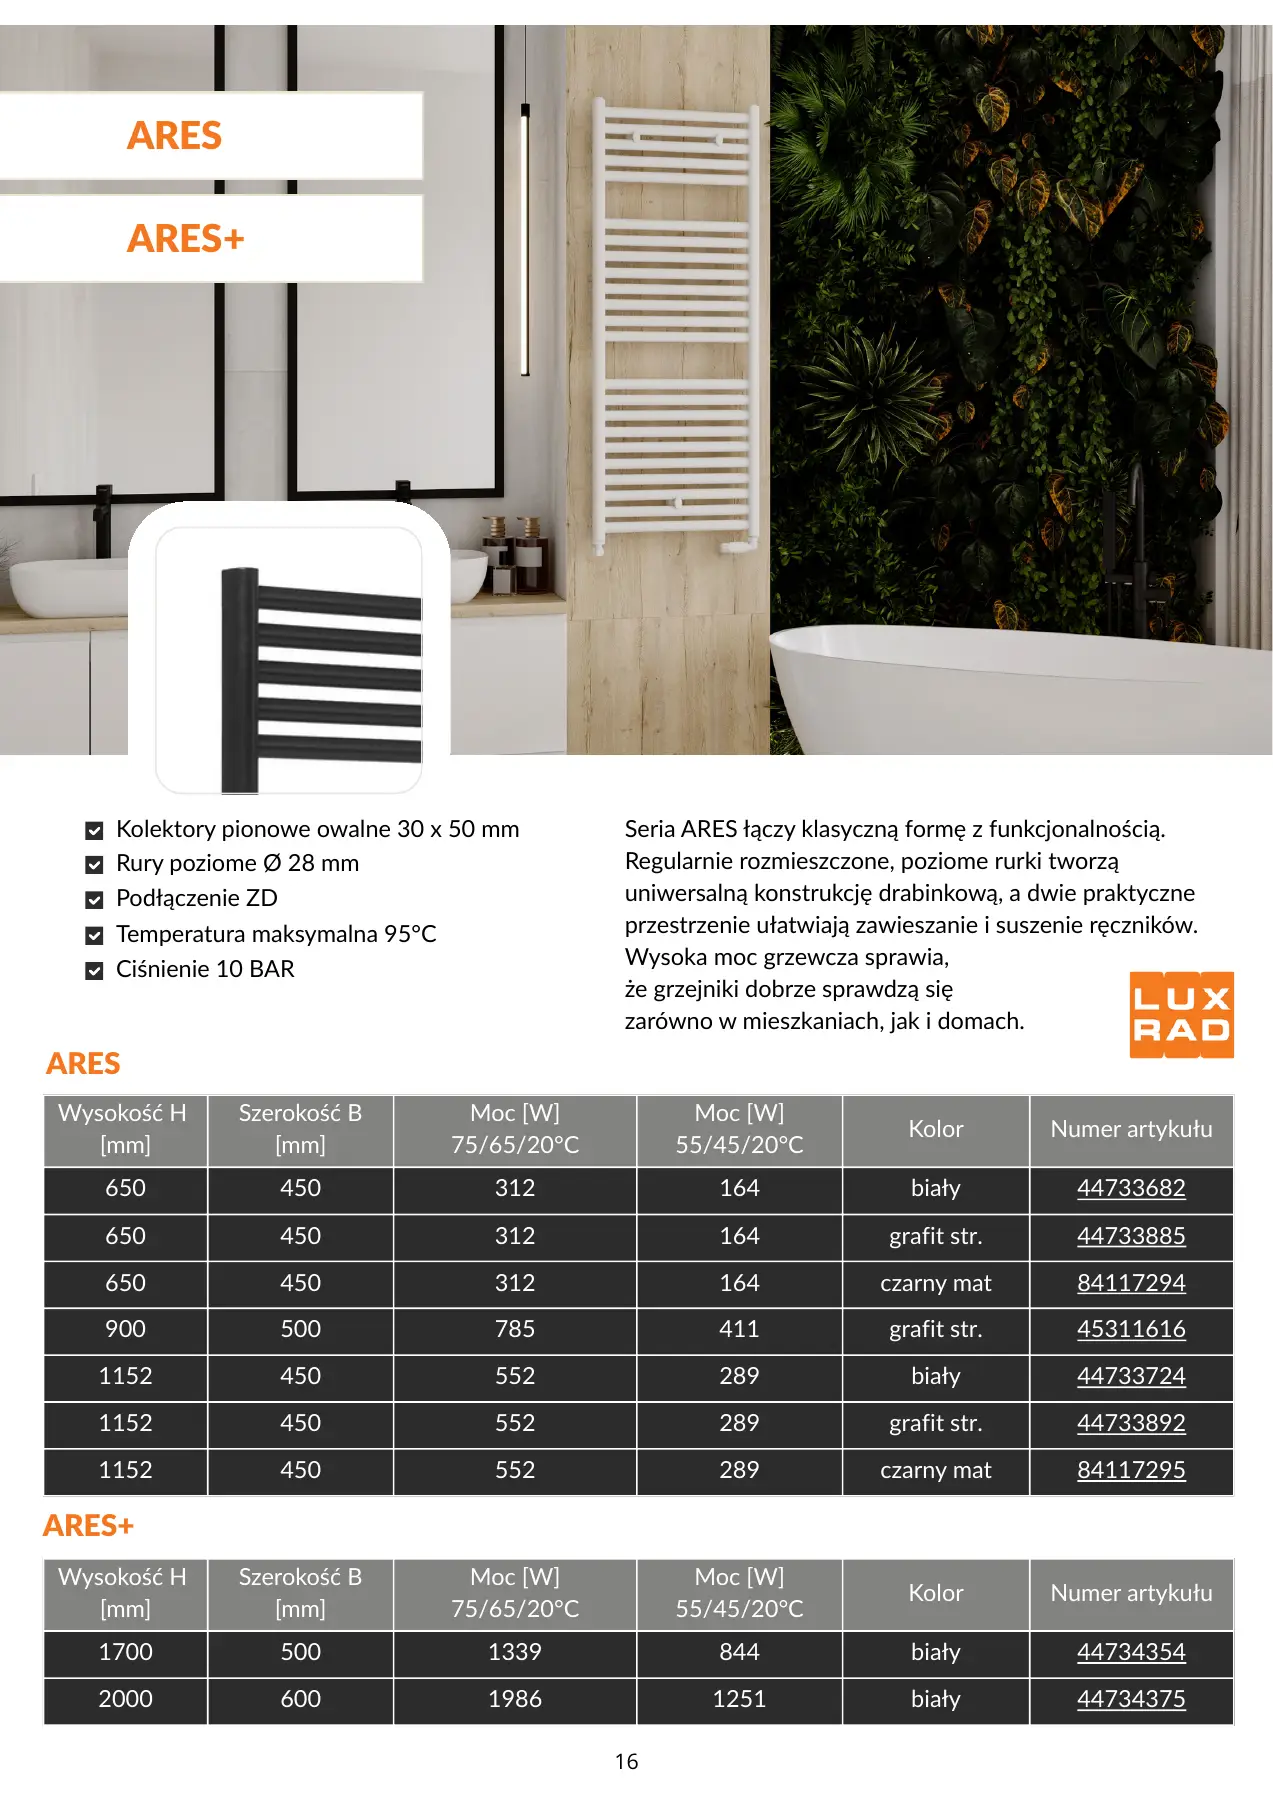 ARES
ARES+
Kolektory pionowe owalne 30 x 50 mm
Rury poziome Ø 28 mm
Podłączenie ZD
Temperatura maksymalna 95°C
Ciśnienie 10 BAR
Seria ARES łączy klasyczną formę z funkcjonalnością.
Regularnie rozmieszczone, poziome rurki tworzą
uniwersalną konstrukcję drabinkową, a dwie praktyczne
przestrzenie ułatwiają zawieszanie i suszenie ręczników.
Wysoka moc grzewcza sprawia,
że grzejniki dobrze sprawdzą się
zarówno w mieszkaniach, jak i domach.
LUX
RAD
ARES
Wysokość H [mm] Szerokość B [mm] Moc [W] 75/65/20°C Moc [W] 55/45/20°C Kolor Numer artykułu
650 450 312 164 biały 44733682
650 450 312 164 grafit str. 44733885
650 450 312 164 czarny mat 84117294
900 500 785 411 grafit str. 45311616
1152 450 552 289 biały 44733724
1152 450 552 289 grafit str. 44733892
1152 450 552 289 czarny mat 84117295
ARES+
Wysokość H [mm] Szerokość B [mm] Moc [W] 75/65/20°C Moc [W] 55/45/20°C Kolor Numer artykułu
1700 500 1339 844 biały 44734354
2000 600 1986 1251 biały 44734375
16